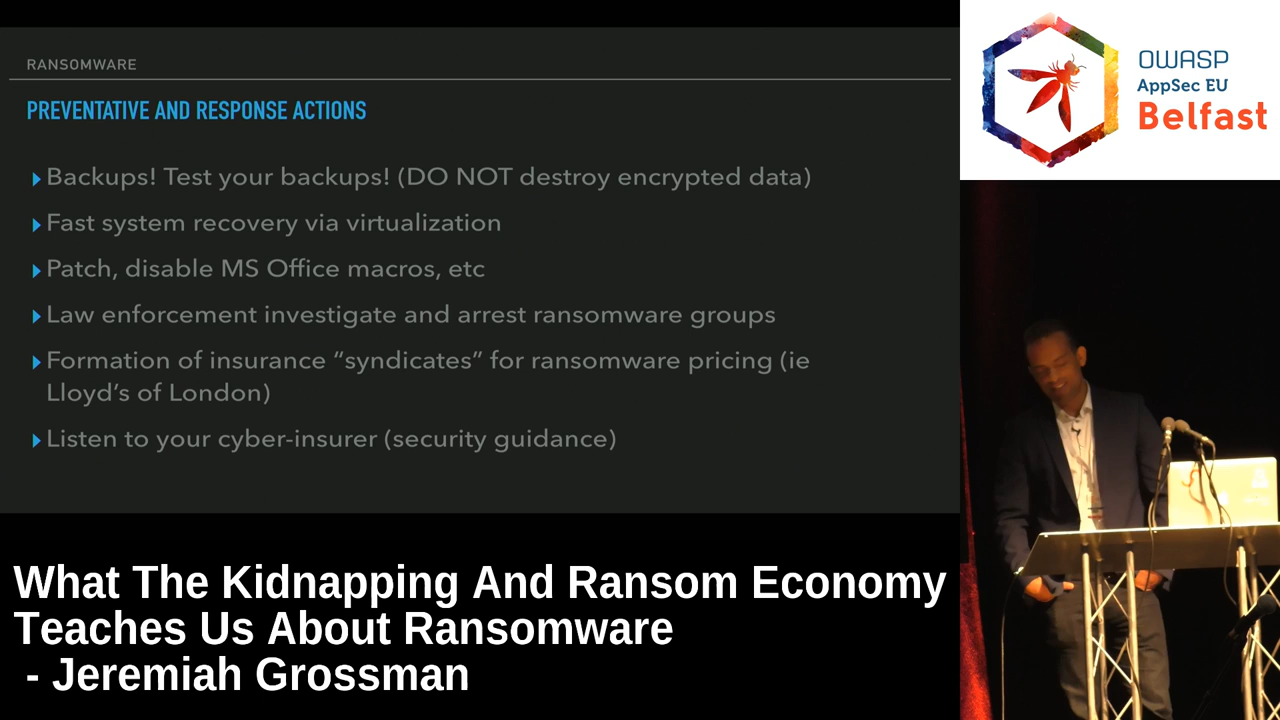 RANSOMWARE
PREVENTATIVE AND RESPONSE ACTIONS
Backups! Test your backups! (DO NOT destroy encrypted data)
Fast system recovery via virtualization
Patch, disable MS Office macros, etc
Law enforcement investigate and arrest ransomware groups
Formation of insurance “syndicates” for ransomware pricing (ie
Lloyd’s of London)
Listen to your cyber-insurer (security guidance)
OWASP
AppSec EU
Belfast
What The Kidnapping And Ransom Economy
Teaches Us About Ransomware
- Jeremiah Grossman